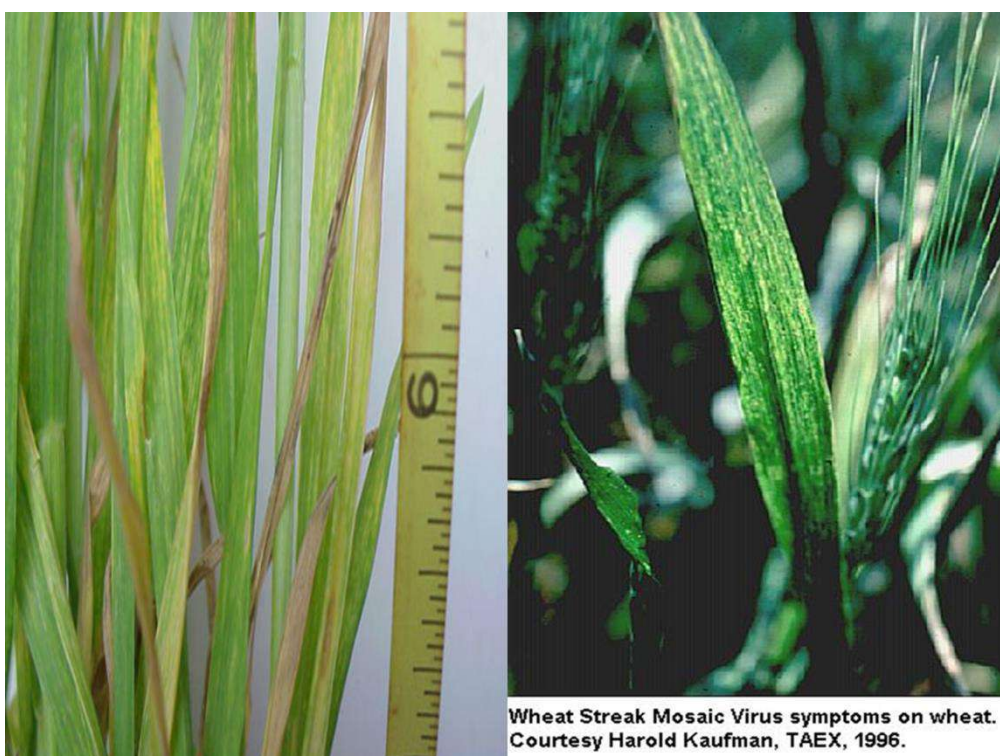 6
Wheat Streak Mosaic Virus symptoms on wheat.
Courtesy Harold Kaufman, TAEX, 1996.